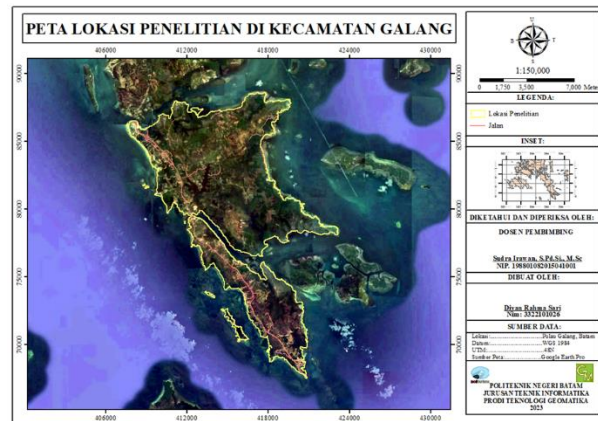 PETA LOKASI PENELITIAN DI KECAMATAN GALANG
406000 412000 418000 424000 430000
90000
85000
80000
75000
70000
406000 412000 418000 424000 430000
U
B T
S
1:150,000
0 1,750 3,500 7,000 Meter
LEGENDA:
Lokasi Penelitian
Jalan
INSET:
DIKETAHUI DAN DIPERIKSA OLEH:
DOSEN PEMBIMBING
Sudra Irawan, S.Pd.Si., M.Sc
NIP. 198801082015041001
DIBUAT OLEH:
Diyan Rahma Sari
Nim: 3322101026
SUMBER DATA:
Lokasi :..........Pulau Galang, Batam
Datum:..........WGS 1984
UTM:..........48N
Sumber Peta:..........Google Earth Pro
POLITEKNIK NEGERI BATAM
JURUSAN TEKNIK INFORMATIKA
PRODI TEKNOLOGI GEOMATIKA
2023